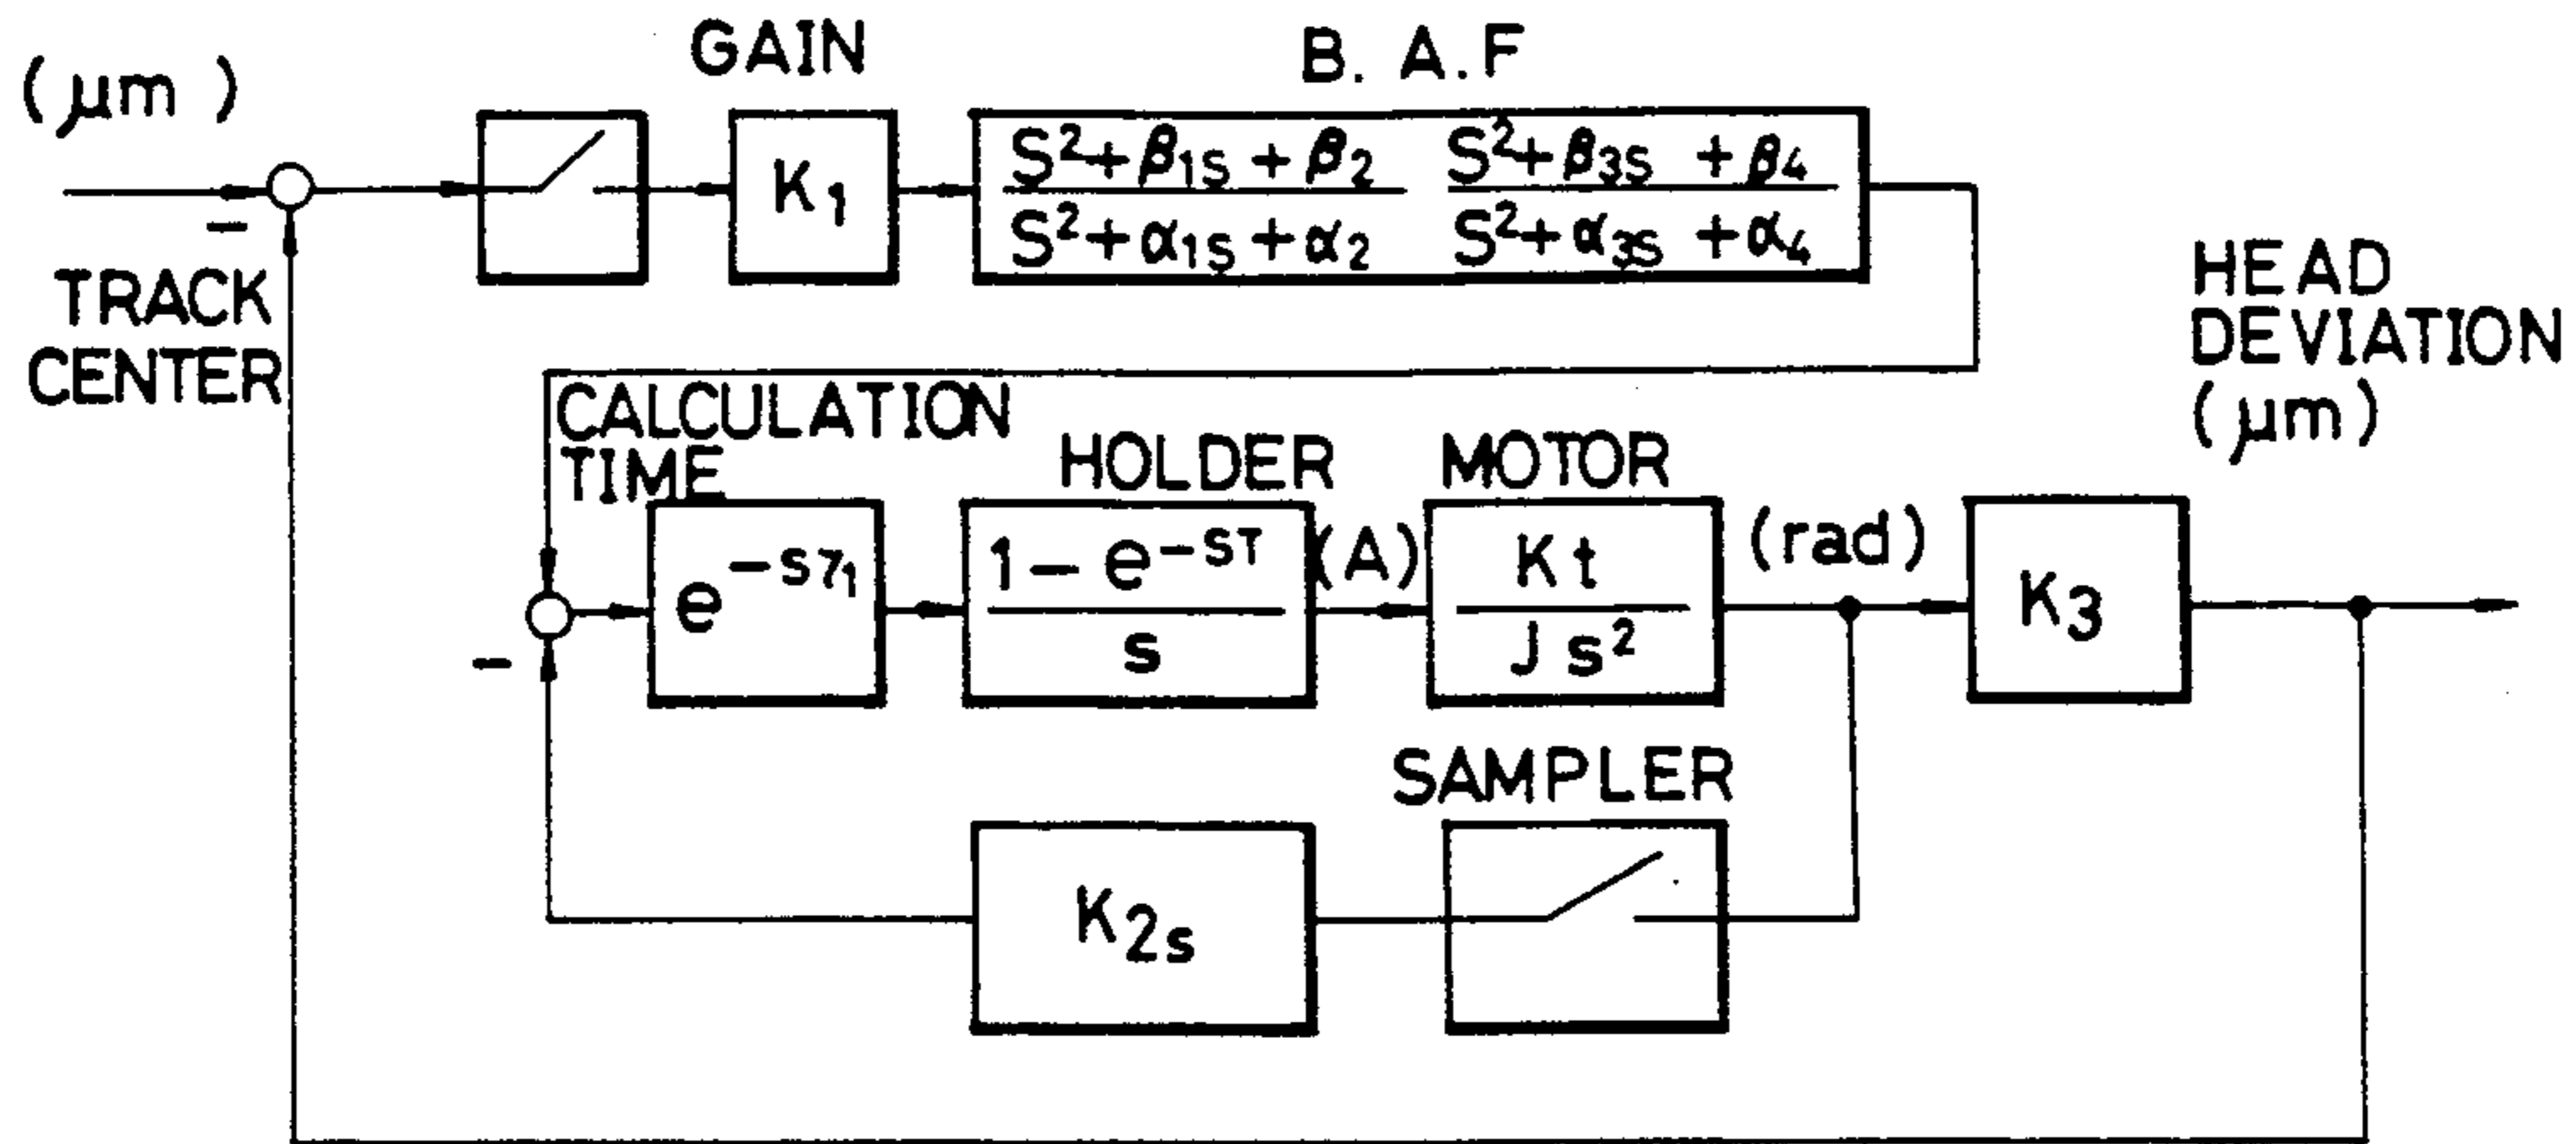 (μm)
GAIN
B. A. F
K₁
S²+β₁s+β₂ S²+β₃s+β₄
S²+α₁s+α₂ S²+α₃s+α₄
-
TRACK
CENTER
HEAD
DEVIATION
(μm)
CALCULATION
TIME
HOLDER
MOTOR
e^-sτ₁
1-e^-sT
s
(A)
Kt
Js²
(rad)
K₃
-
SAMPLER
K₂s